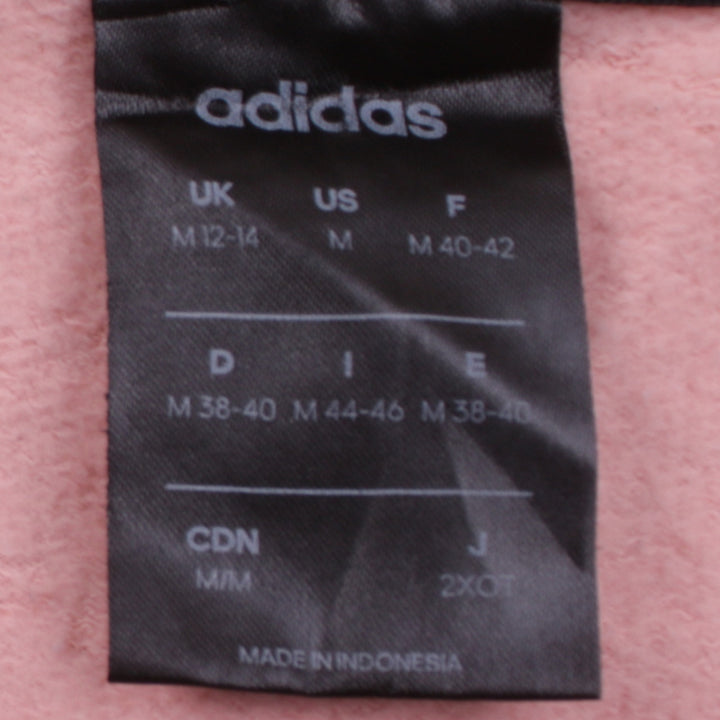 adidas
UK US F
M 12-14 M M 40-42
D I E
M 38-40 M 44-46 M 38-40
CDN J
M/M 2XOT
MADE IN INDONESIA